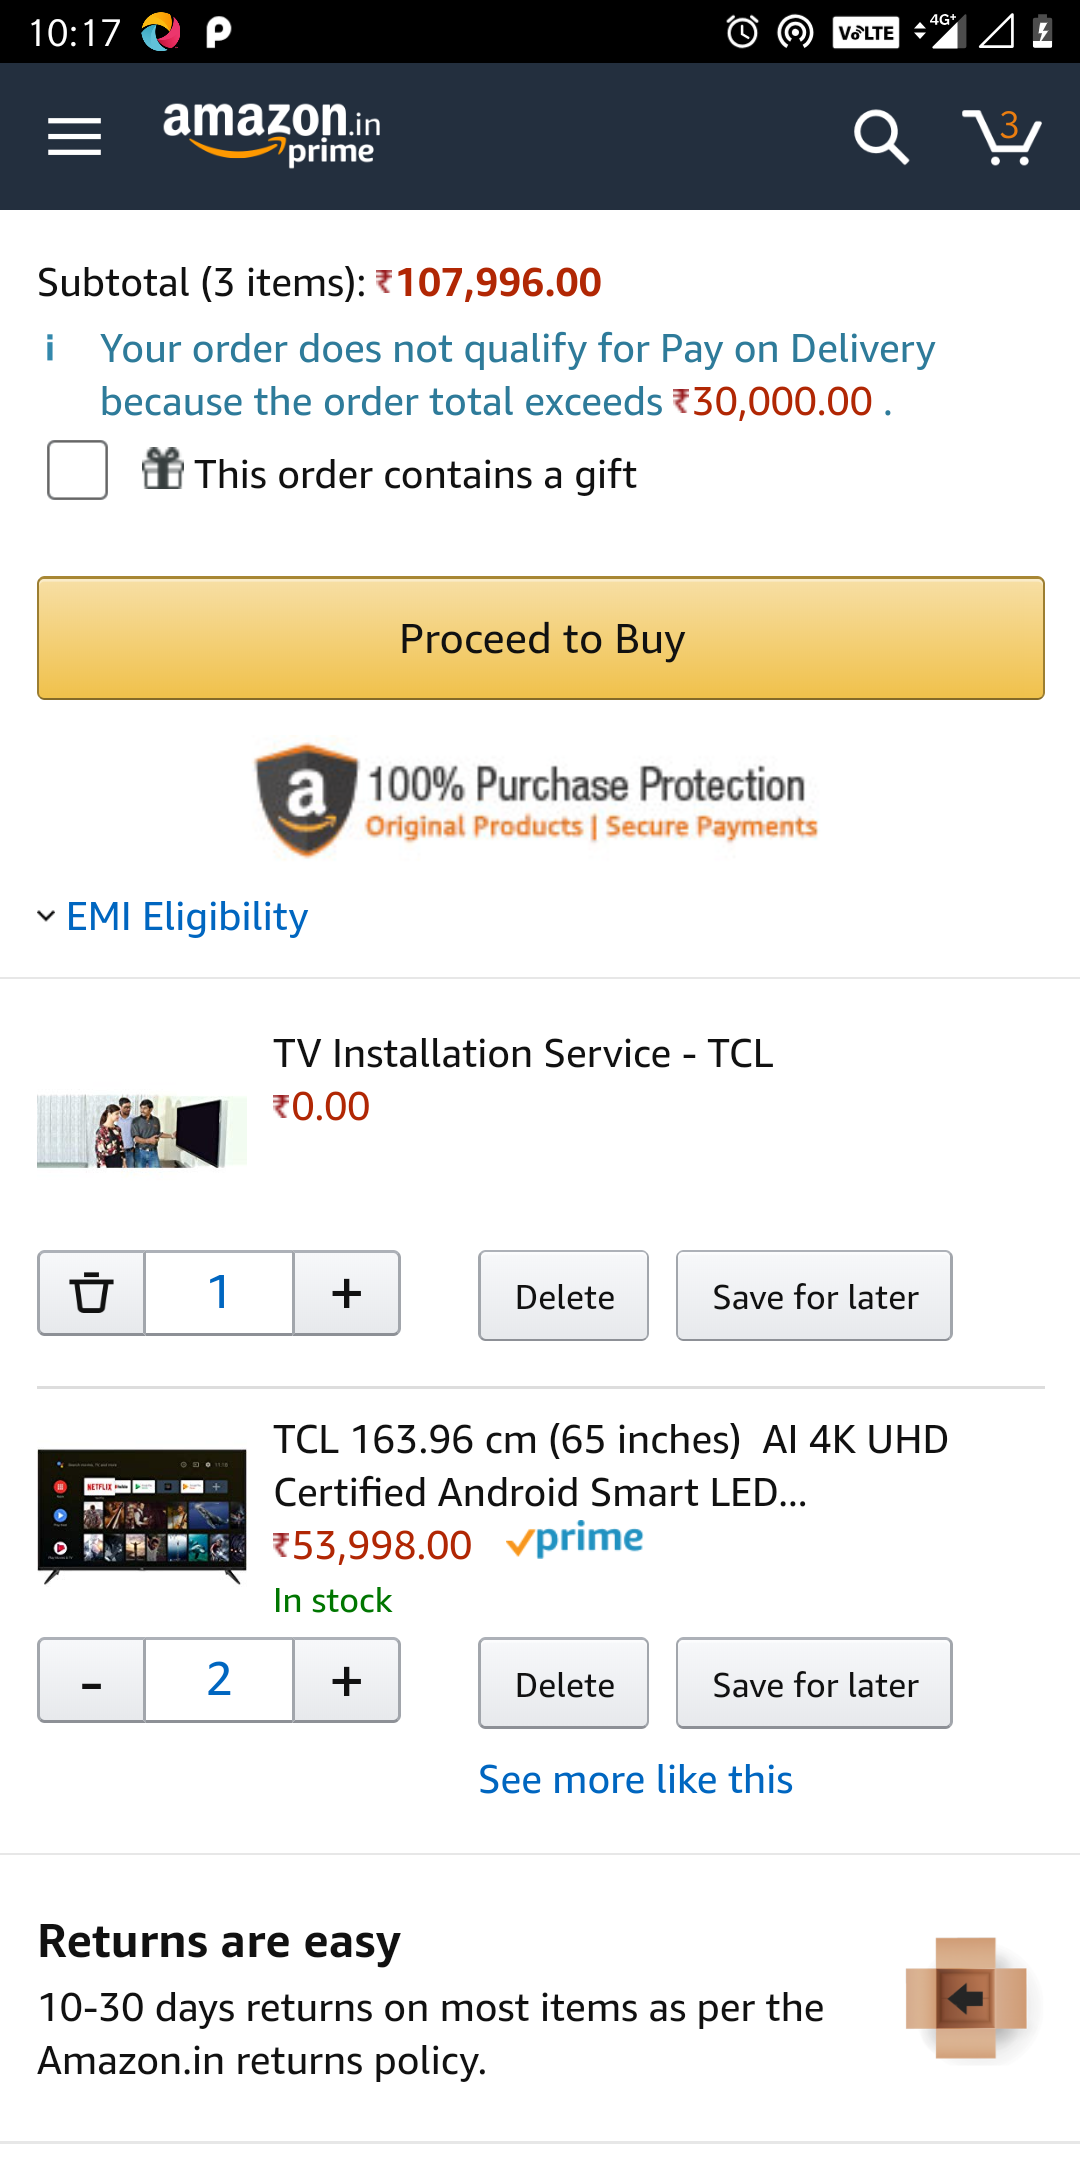 10:17
VoLTE 4G+
amazon.in
prime
3
Subtotal (3 items): ₹107,996.00
i Your order does not qualify for Pay on Delivery
because the order total exceeds ₹30,000.00 .
This order contains a gift
Proceed to Buy
a 100% Purchase Protection
Original Products | Secure Payments
EMI Eligibility
TV Installation Service - TCL
₹0.00
1 + Delete Save for later
TCL 163.96 cm (65 inches) AI 4K UHD
Certified Android Smart LED...
₹53,998.00 prime
In stock
NETFLIX
- 2 + Delete Save for later
See more like this
Returns are easy
10-30 days returns on most items as per the
Amazon.in returns policy.